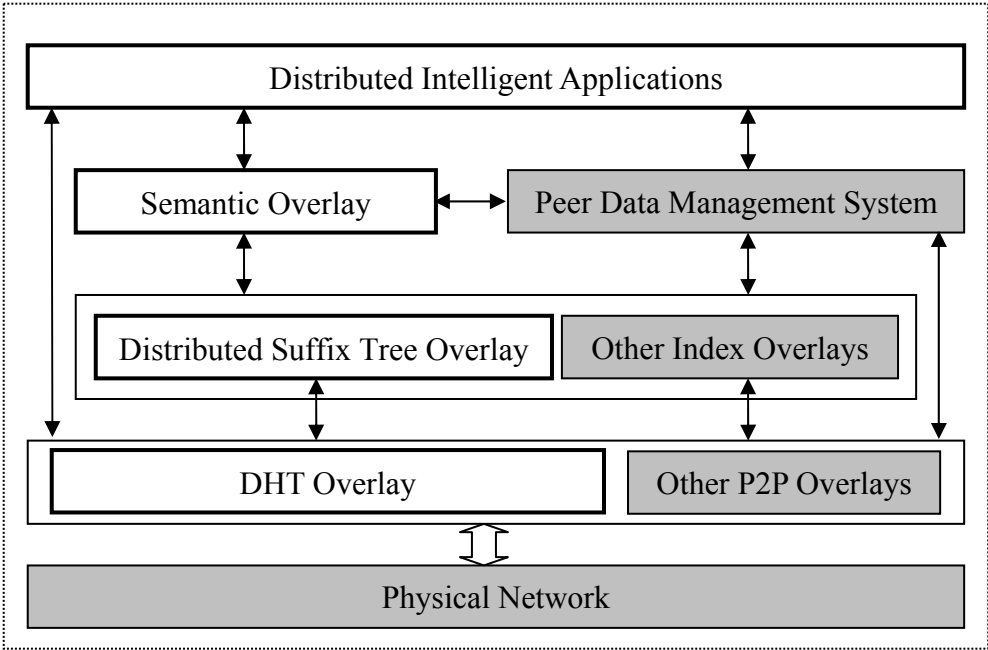 Distributed Intelligent Applications
Semantic Overlay
Peer Data Management System
Distributed Suffix Tree Overlay
Other Index Overlays
DHT Overlay
Other P2P Overlays
Physical Network